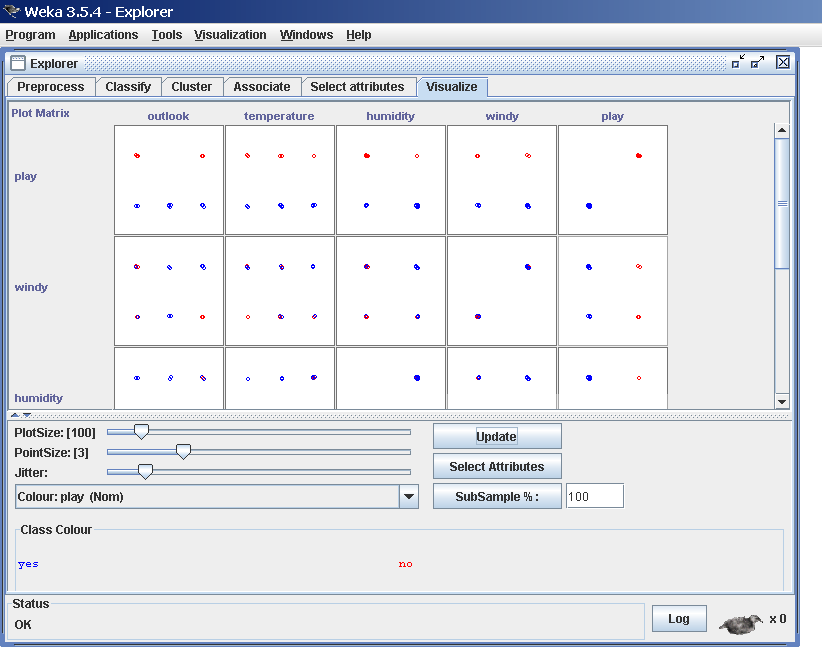 Weka 3.5.4 - Explorer
Program Applications Tools Visualization Windows Help
Explorer
Preprocess Classify Cluster Associate Select attributes Visualize
Plot Matrix outlook temperature humidity windy play
play
windy
humidity
PlotSize: [100] Update
PointSize: [3] Select Attributes
Jitter:
Colour: play (Nom) SubSample % : 100
Class Colour
yes no
Status
OK Log x 0